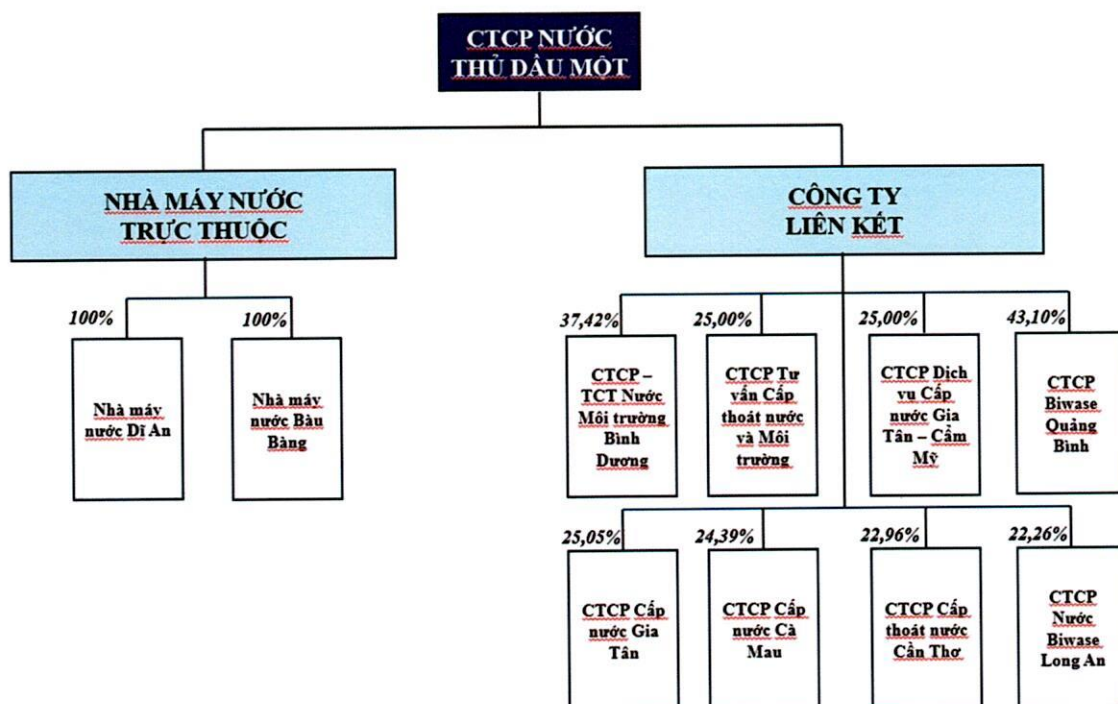 CTCP NƯỚC
THỦ DẦU MỘT
NHÀ MÁY NƯỚC
TRỰC THUỘC
CÔNG TY
LIÊN KẾT
100%
100%
Nhà máy
nước Dĩ An
Nhà máy
nước Bàu
Bàng
37,42%
25,00%
25,00%
43,10%
CTCP –
TCT Nước
Môi trường
Bình
Dương
CTCP Tư
vấn Cấp
thoát nước
và Môi
trường
CTCP Dịch
vụ Cấp
nước Gia
Tân – Cẩm
Mỹ
CTCP
Biwase
Quảng
Bình
25,05%
24,39%
22,96%
22,26%
CTCP Cấp
nước Gia
Tân
CTCP Cấp
nước Cà
Mau
CTCP Cấp
thoát nước
Cần Thơ
CTCP
Nước
Biwase
Long An